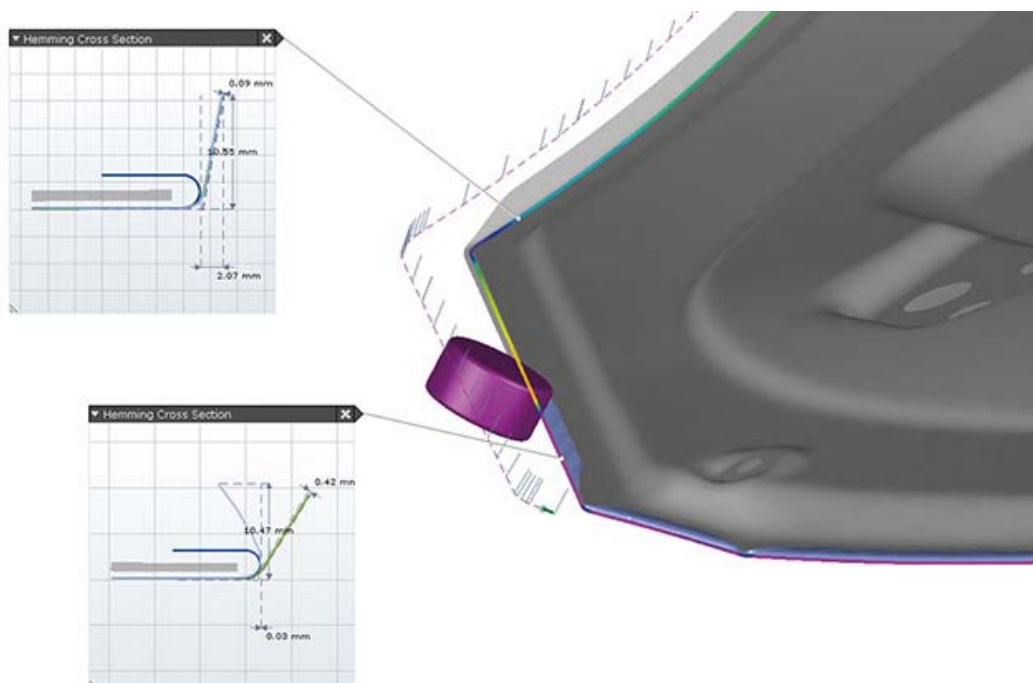 Hemming Cross Section
0.09 mm
10.55 mm
2.07 mm
Hemming Cross Section
0.42 mm
10.47 mm
0.03 mm